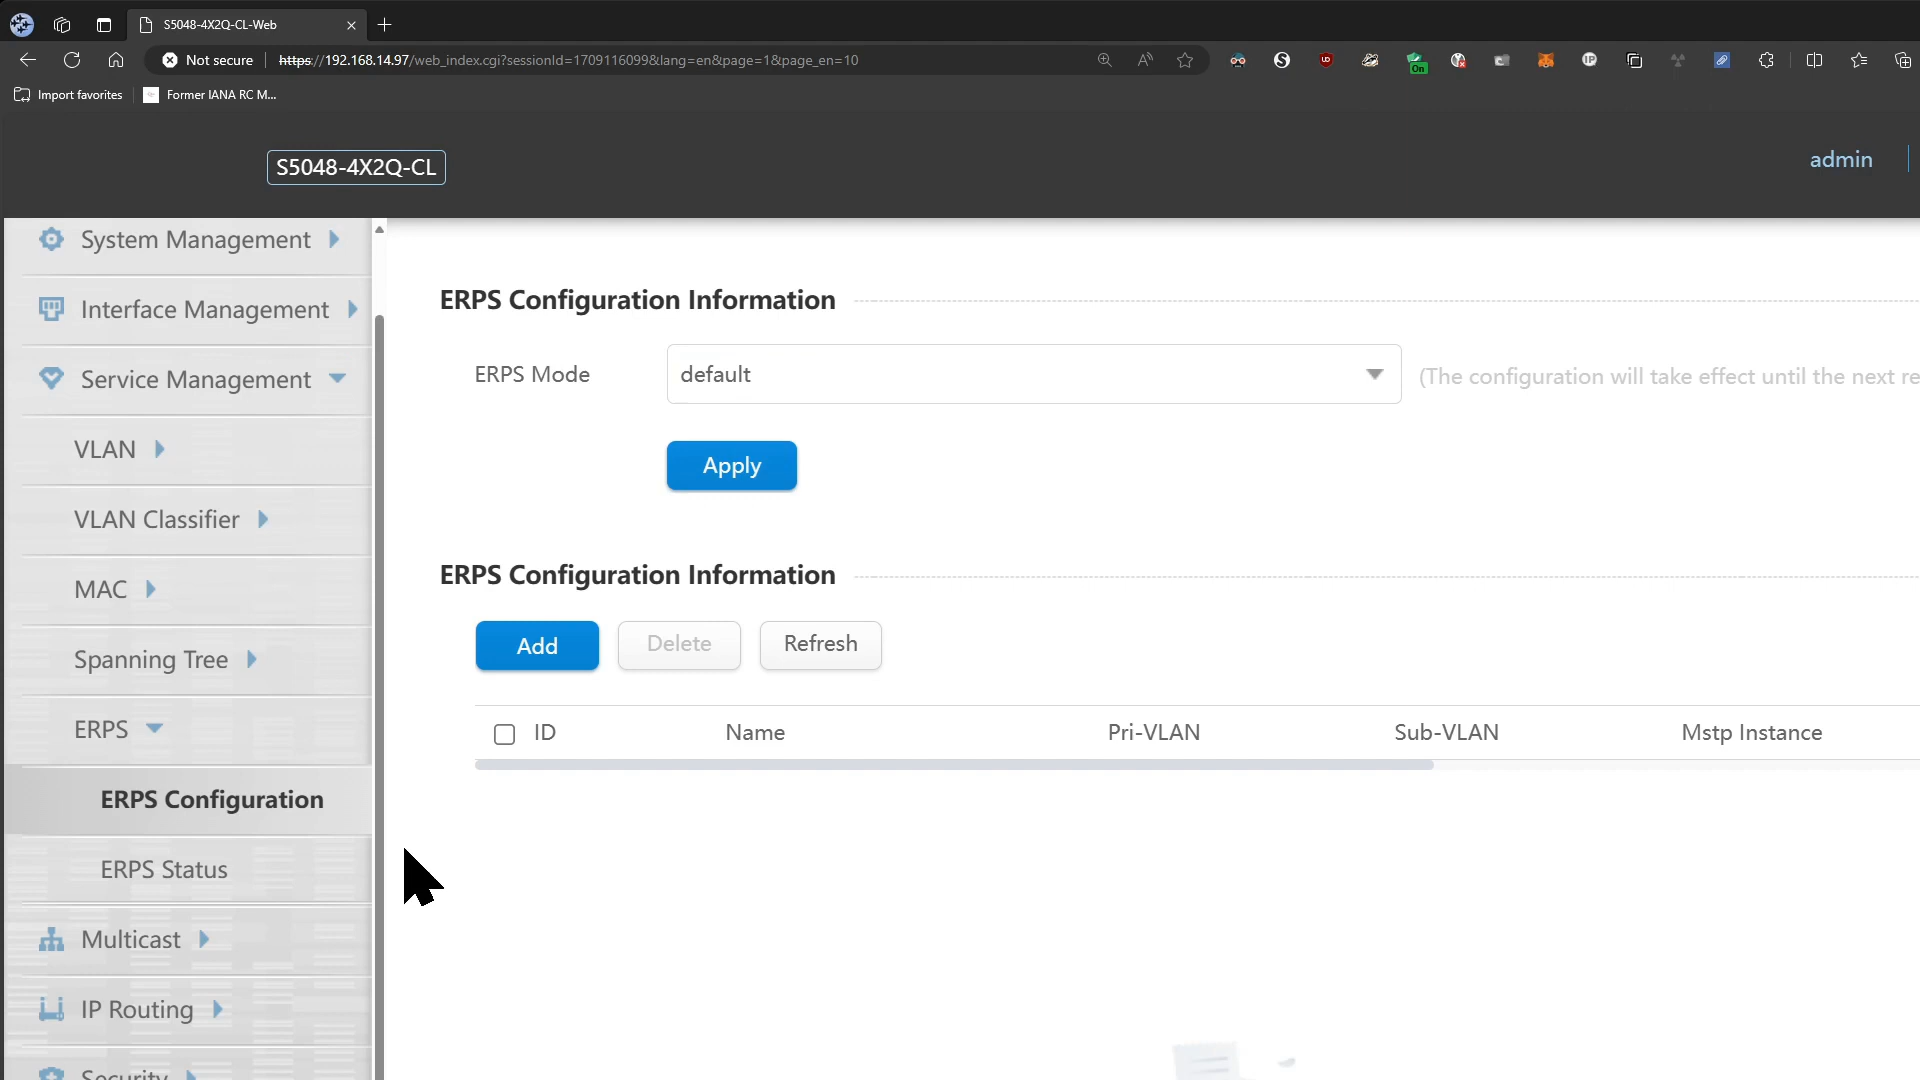 S5048-4X2Q-CL-Web
Not secure
https://192.168.14.97/web_index.cgi?sessionId=1709116099&lang=en&page=1&page_en=10
On
Import favorites
Former IANA RC M...
S5048-4X2Q-CL
admin
System Management
Interface Management
Service Management
VLAN
VLAN Classifier
MAC
Spanning Tree
ERPS
ERPS Configuration
ERPS Status
Multicast
IP Routing
Security
ERPS Configuration Information
ERPS Mode
default
(The configuration will take effect until the next re
Apply
ERPS Configuration Information
Add
Delete
Refresh
ID
Name
Pri-VLAN
Sub-VLAN
Mstp Instance